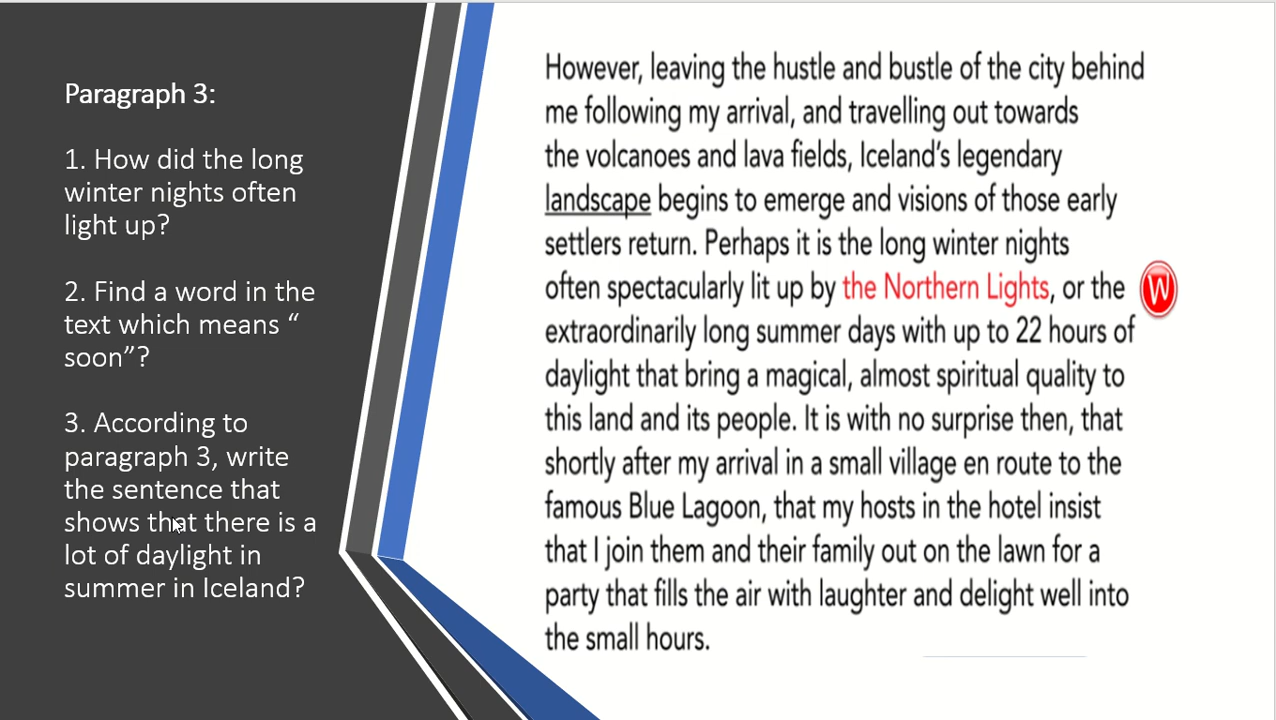 Paragraph 3:
1. How did the long
winter nights often
light up?
2. Find a word in the
text which means “
soon”?
3. According to
paragraph 3, write
the sentence that
shows that there is a
lot of daylight in
summer in Iceland?
However, leaving the hustle and bustle of the city behind
me following my arrival, and travelling out towards
the volcanoes and lava fields, Iceland’s legendary
landscape begins to emerge and visions of those early
settlers return. Perhaps it is the long winter nights
often spectacularly lit up by the Northern Lights, or the
W
extraordinarily long summer days with up to 22 hours of
daylight that bring a magical, almost spiritual quality to
this land and its people. It is with no surprise then, that
shortly after my arrival in a small village en route to the
famous Blue Lagoon, that my hosts in the hotel insist
that I join them and their family out on the lawn for a
party that fills the air with laughter and delight well into
the small hours.